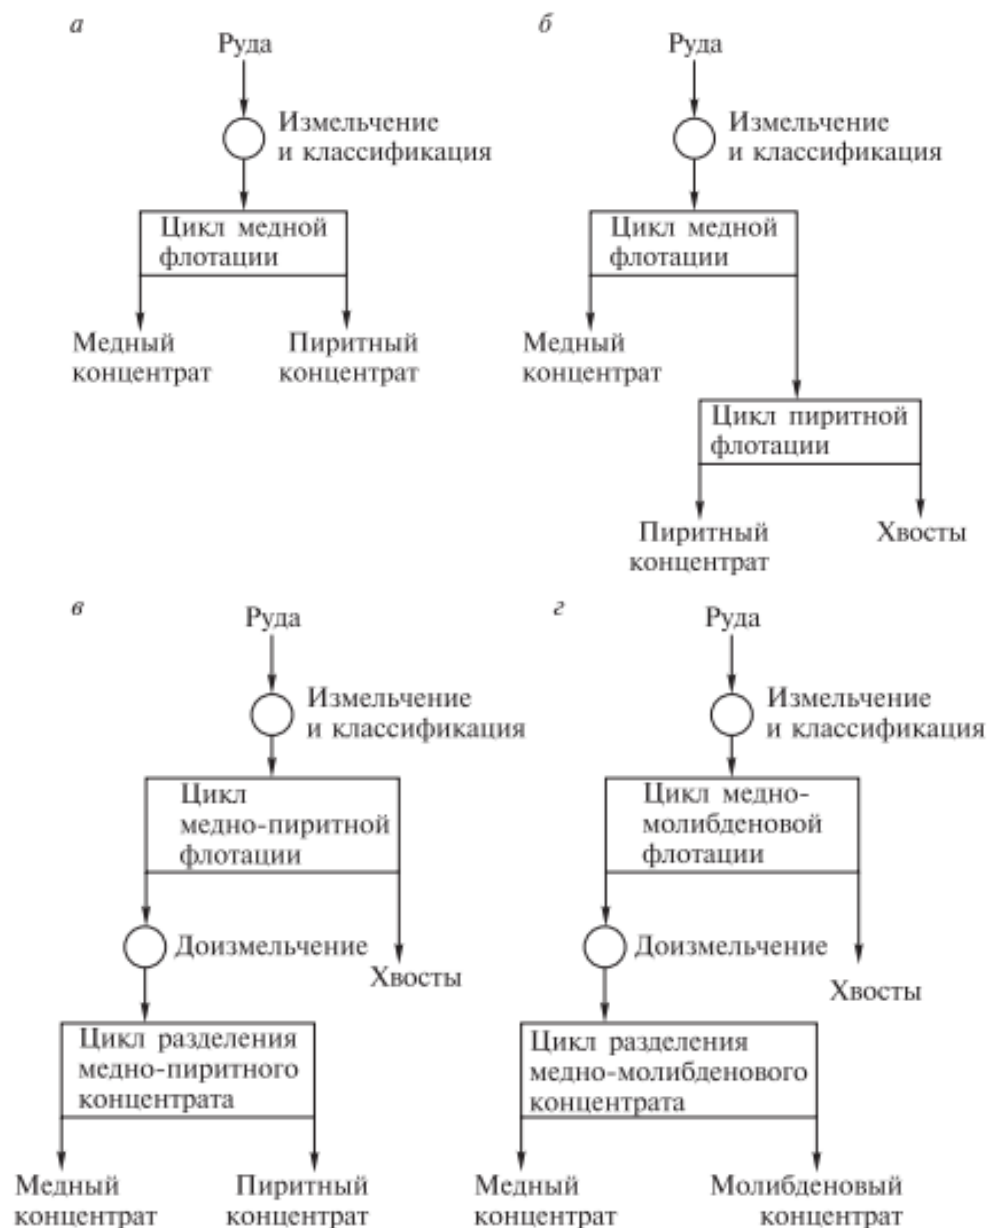 а
Руда
Измельчение
и классификация
Цикл медной
флотации
Медный
концентрат
Пиритный
концентрат
б
Руда
Измельчение
и классификация
Цикл медной
флотации
Медный
концентрат
Цикл пиритной
флотации
Пиритный
концентрат
Хвосты
в
Руда
Измельчение
и классификация
Цикл
медно-пиритной
флотации
Доизмельчение
Хвосты
Цикл разделения
медно-пиритного
концентрата
Медный
концентрат
Пиритный
концентрат
г
Руда
Измельчение
и классификация
Цикл медно-
молибденовой
флотации
Доизмельчение
Хвосты
Цикл разделения
медно-молибденового
концентрата
Медный
концентрат
Молибденовый
концентрат